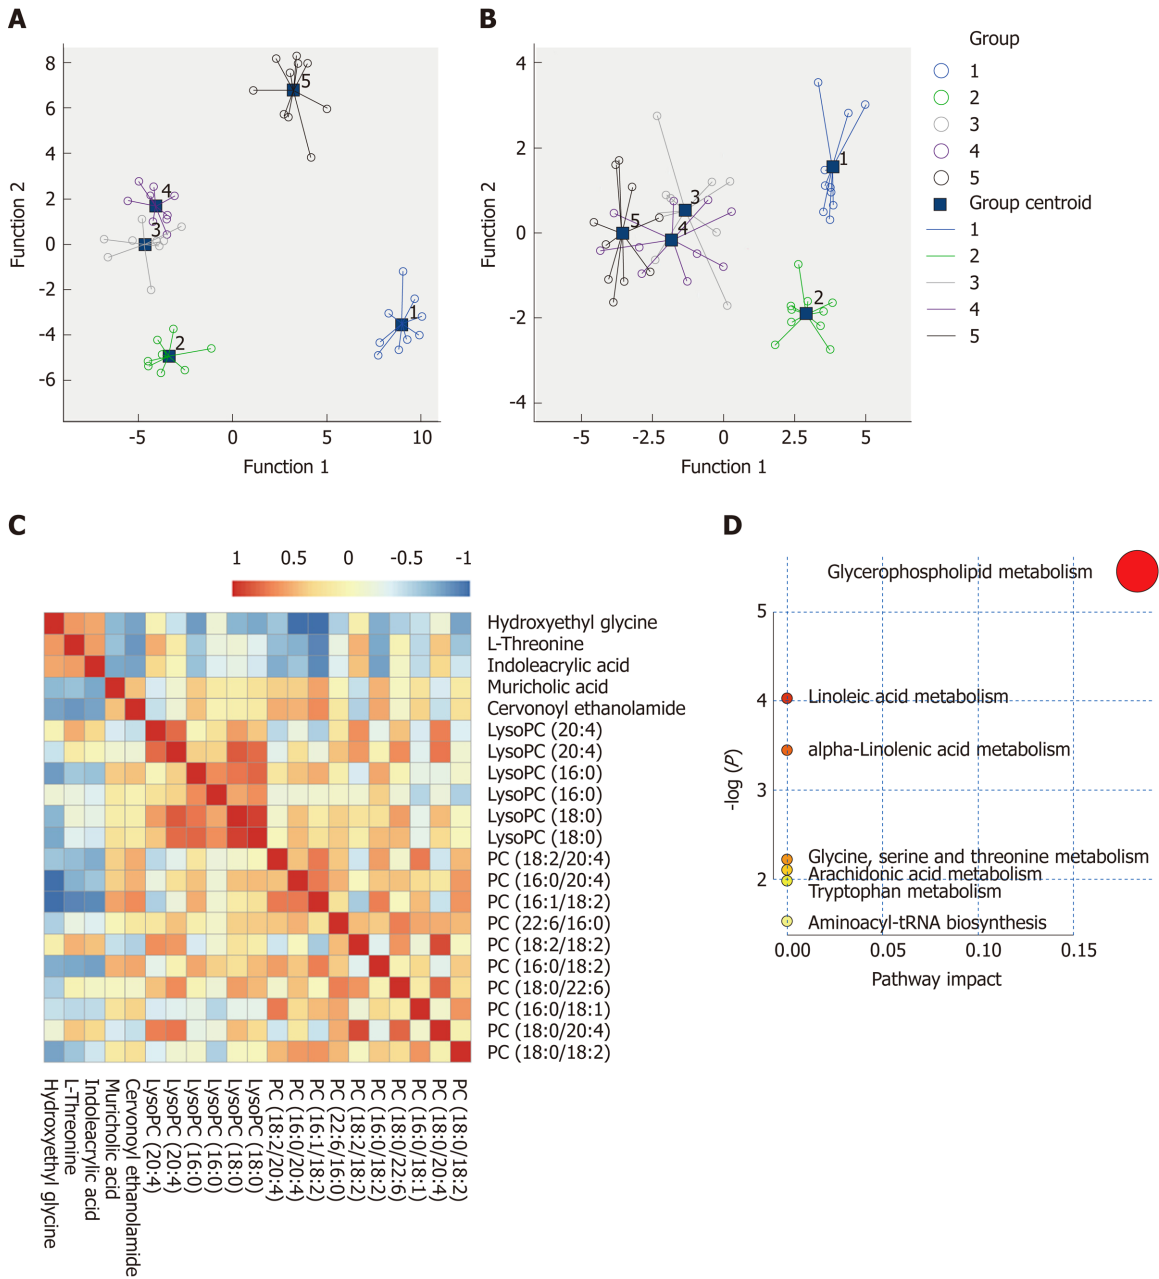 A
8
6
4
2
0
-2
-4
-6
-5
0
5
10
Function 2
Function 1
5
4
3
2
1
B
4
2
0
-2
-4
-5
-2.5
0
2.5
5
Function 2
Function 1
1
3
5
4
2
Group
1
2
3
4
5
Group centroid
1
2
3
4
5
C
1
0.5
0
-0.5
-1
Hydroxyethyl glycine
L-Threonine
Indoleacrylic acid
Muricholic acid
Cervonoyl ethanolamide
LysoPC (20:4)
LysoPC (20:4)
LysoPC (16:0)
LysoPC (16:0)
LysoPC (18:0)
LysoPC (18:0)
PC (18:2/20:4)
PC (16:0/20:4)
PC (16:1/18:2)
PC (22:6/16:0)
PC (18:2/18:2)
PC (16:0/18:2)
PC (18:0/22:6)
PC (16:0/18:1)
PC (18:0/20:4)
PC (18:0/18:2)
Hydroxyethyl glycine
L-Threonine
Indoleacrylic acid
Muricholic acid
Cervonoyl ethanolamide
LysoPC (20:4)
LysoPC (20:4)
LysoPC (16:0)
LysoPC (16:0)
LysoPC (18:0)
LysoPC (18:0)
PC (18:2/20:4)
PC (16:0/20:4)
PC (16:1/18:2)
PC (22:6/16:0)
PC (18:2/18:2)
PC (16:0/18:2)
PC (18:0/22:6)
PC (16:0/18:1)
PC (18:0/20:4)
PC (18:0/18:2)
D
Glycerophospholipid metabolism
5
4
3
2
-log (P)
Linoleic acid metabolism
alpha-Linolenic acid metabolism
Glycine, serine and threonine metabolism
Arachidonic acid metabolism
Tryptophan metabolism
Aminoacyl-tRNA biosynthesis
0.00
0.05
0.10
0.15
Pathway impact